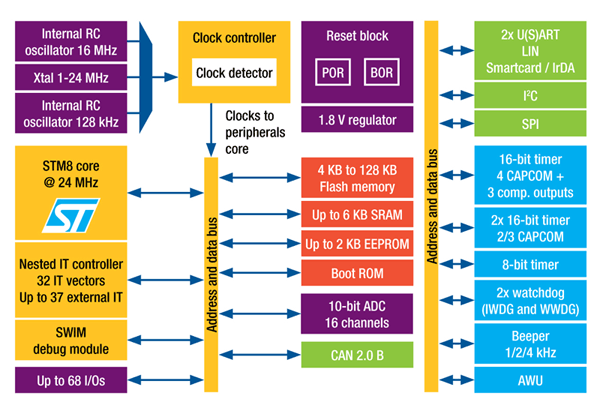 Internal RC
oscillator 16 MHz
Xtal 1-24 MHz
Internal RC
oscillator 128 kHz
Clock controller
Clock detector
Clocks to
peripherals
core
Reset block
POR
BOR
1.8 V regulator
STM8 core
@ 24 MHz
ST
Nested IT controller
32 IT vectors
Up to 37 external IT
SWIM
debug module
Up to 68 I/Os
Address and data bus
4 KB to 128 KB
Flash memory
Up to 6 KB SRAM
Up to 2 KB EEPROM
Boot ROM
10-bit ADC
16 channels
CAN 2.0 B
Address and data bus
2x U(S)ART
LIN
Smartcard / IrDA
I²C
SPI
16-bit timer
4 CAPCOM +
3 comp. outputs
2x 16-bit timer
2/3 CAPCOM
8-bit timer
2x watchdog
(IWDG and WWDG)
Beeper
1/2/4 kHz
AWU